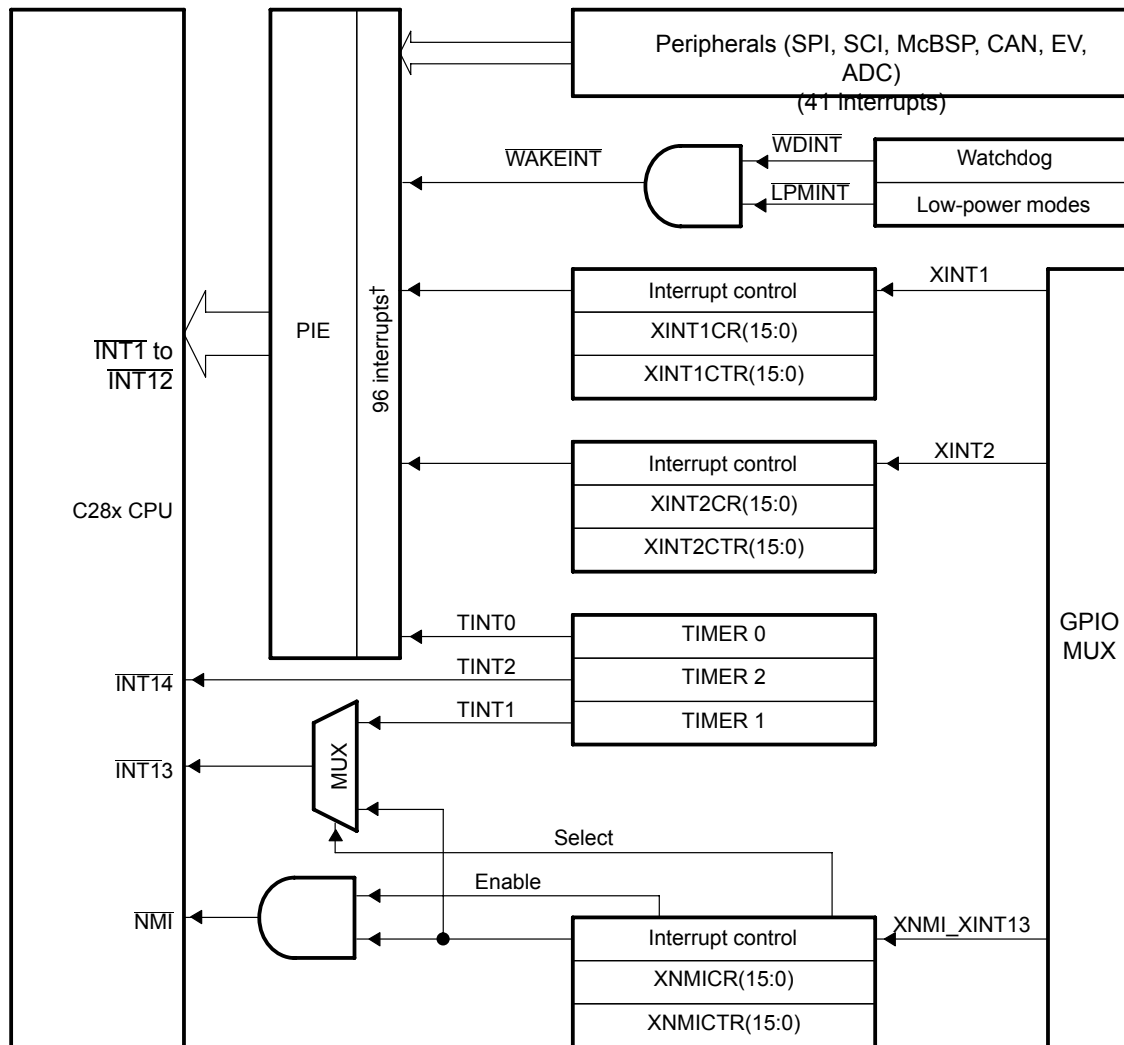 Peripherals (SPI, SCI, McBSP, CAN, EV,
ADC)
(41 Interrupts)
WDINT
Watchdog
WAKEINT
LPMINT
Low-power modes
XINT1
Interrupt control
XINT1CR(15:0)
XINT1CTR(15:0)
PIE
96 interrupts†
INT1 to
INT12
XINT2
Interrupt control
XINT2CR(15:0)
XINT2CTR(15:0)
C28x CPU
GPIO
MUX
TINT0
TIMER 0
TINT2
TIMER 2
INT14
TINT1
TIMER 1
MUX
INT13
Select
Enable
NMI
XNMI_XINT13
Interrupt control
XNMICR(15:0)
XNMICTR(15:0)